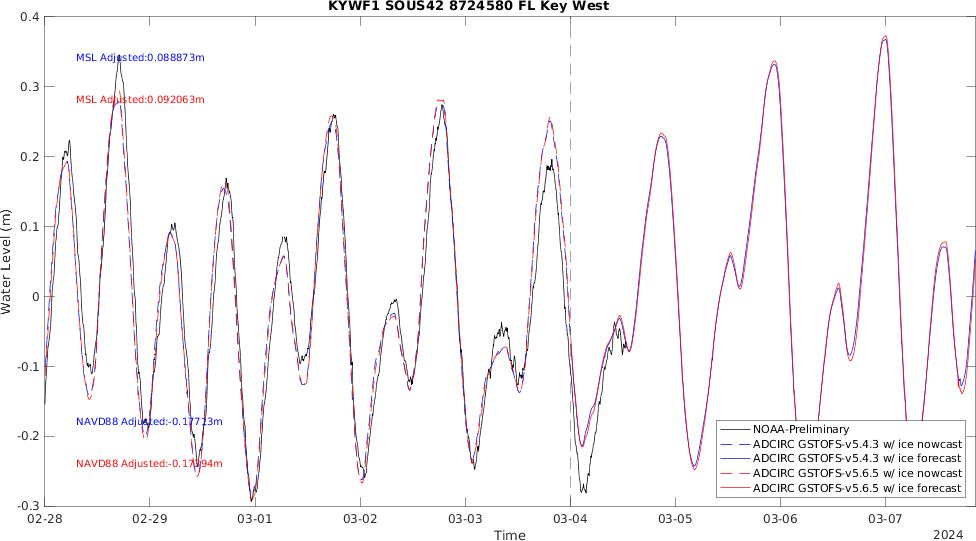 KYWF1 SOUS42 8724580 FL Key West
0.4
0.3
0.2
0.1
0
-0.1
-0.2
-0.3
Water Level (m)
MSL Adjusted:0.088873m
MSL Adjusted:0.092063m
NAVD88 Adjusted:-0.17713m
NAVD88 Adjusted:-0.17394m
NOAA-Preliminary
ADCIRC GSTOFS-v5.4.3 w/ ice nowcast
ADCIRC GSTOFS-v5.4.3 w/ ice forecast
ADCIRC GSTOFS-v5.6.5 w/ ice nowcast
ADCIRC GSTOFS-v5.6.5 w/ ice forecast
02-28 02-29 03-01 03-02 03-03 03-04 03-05 03-06 03-07
Time
2024